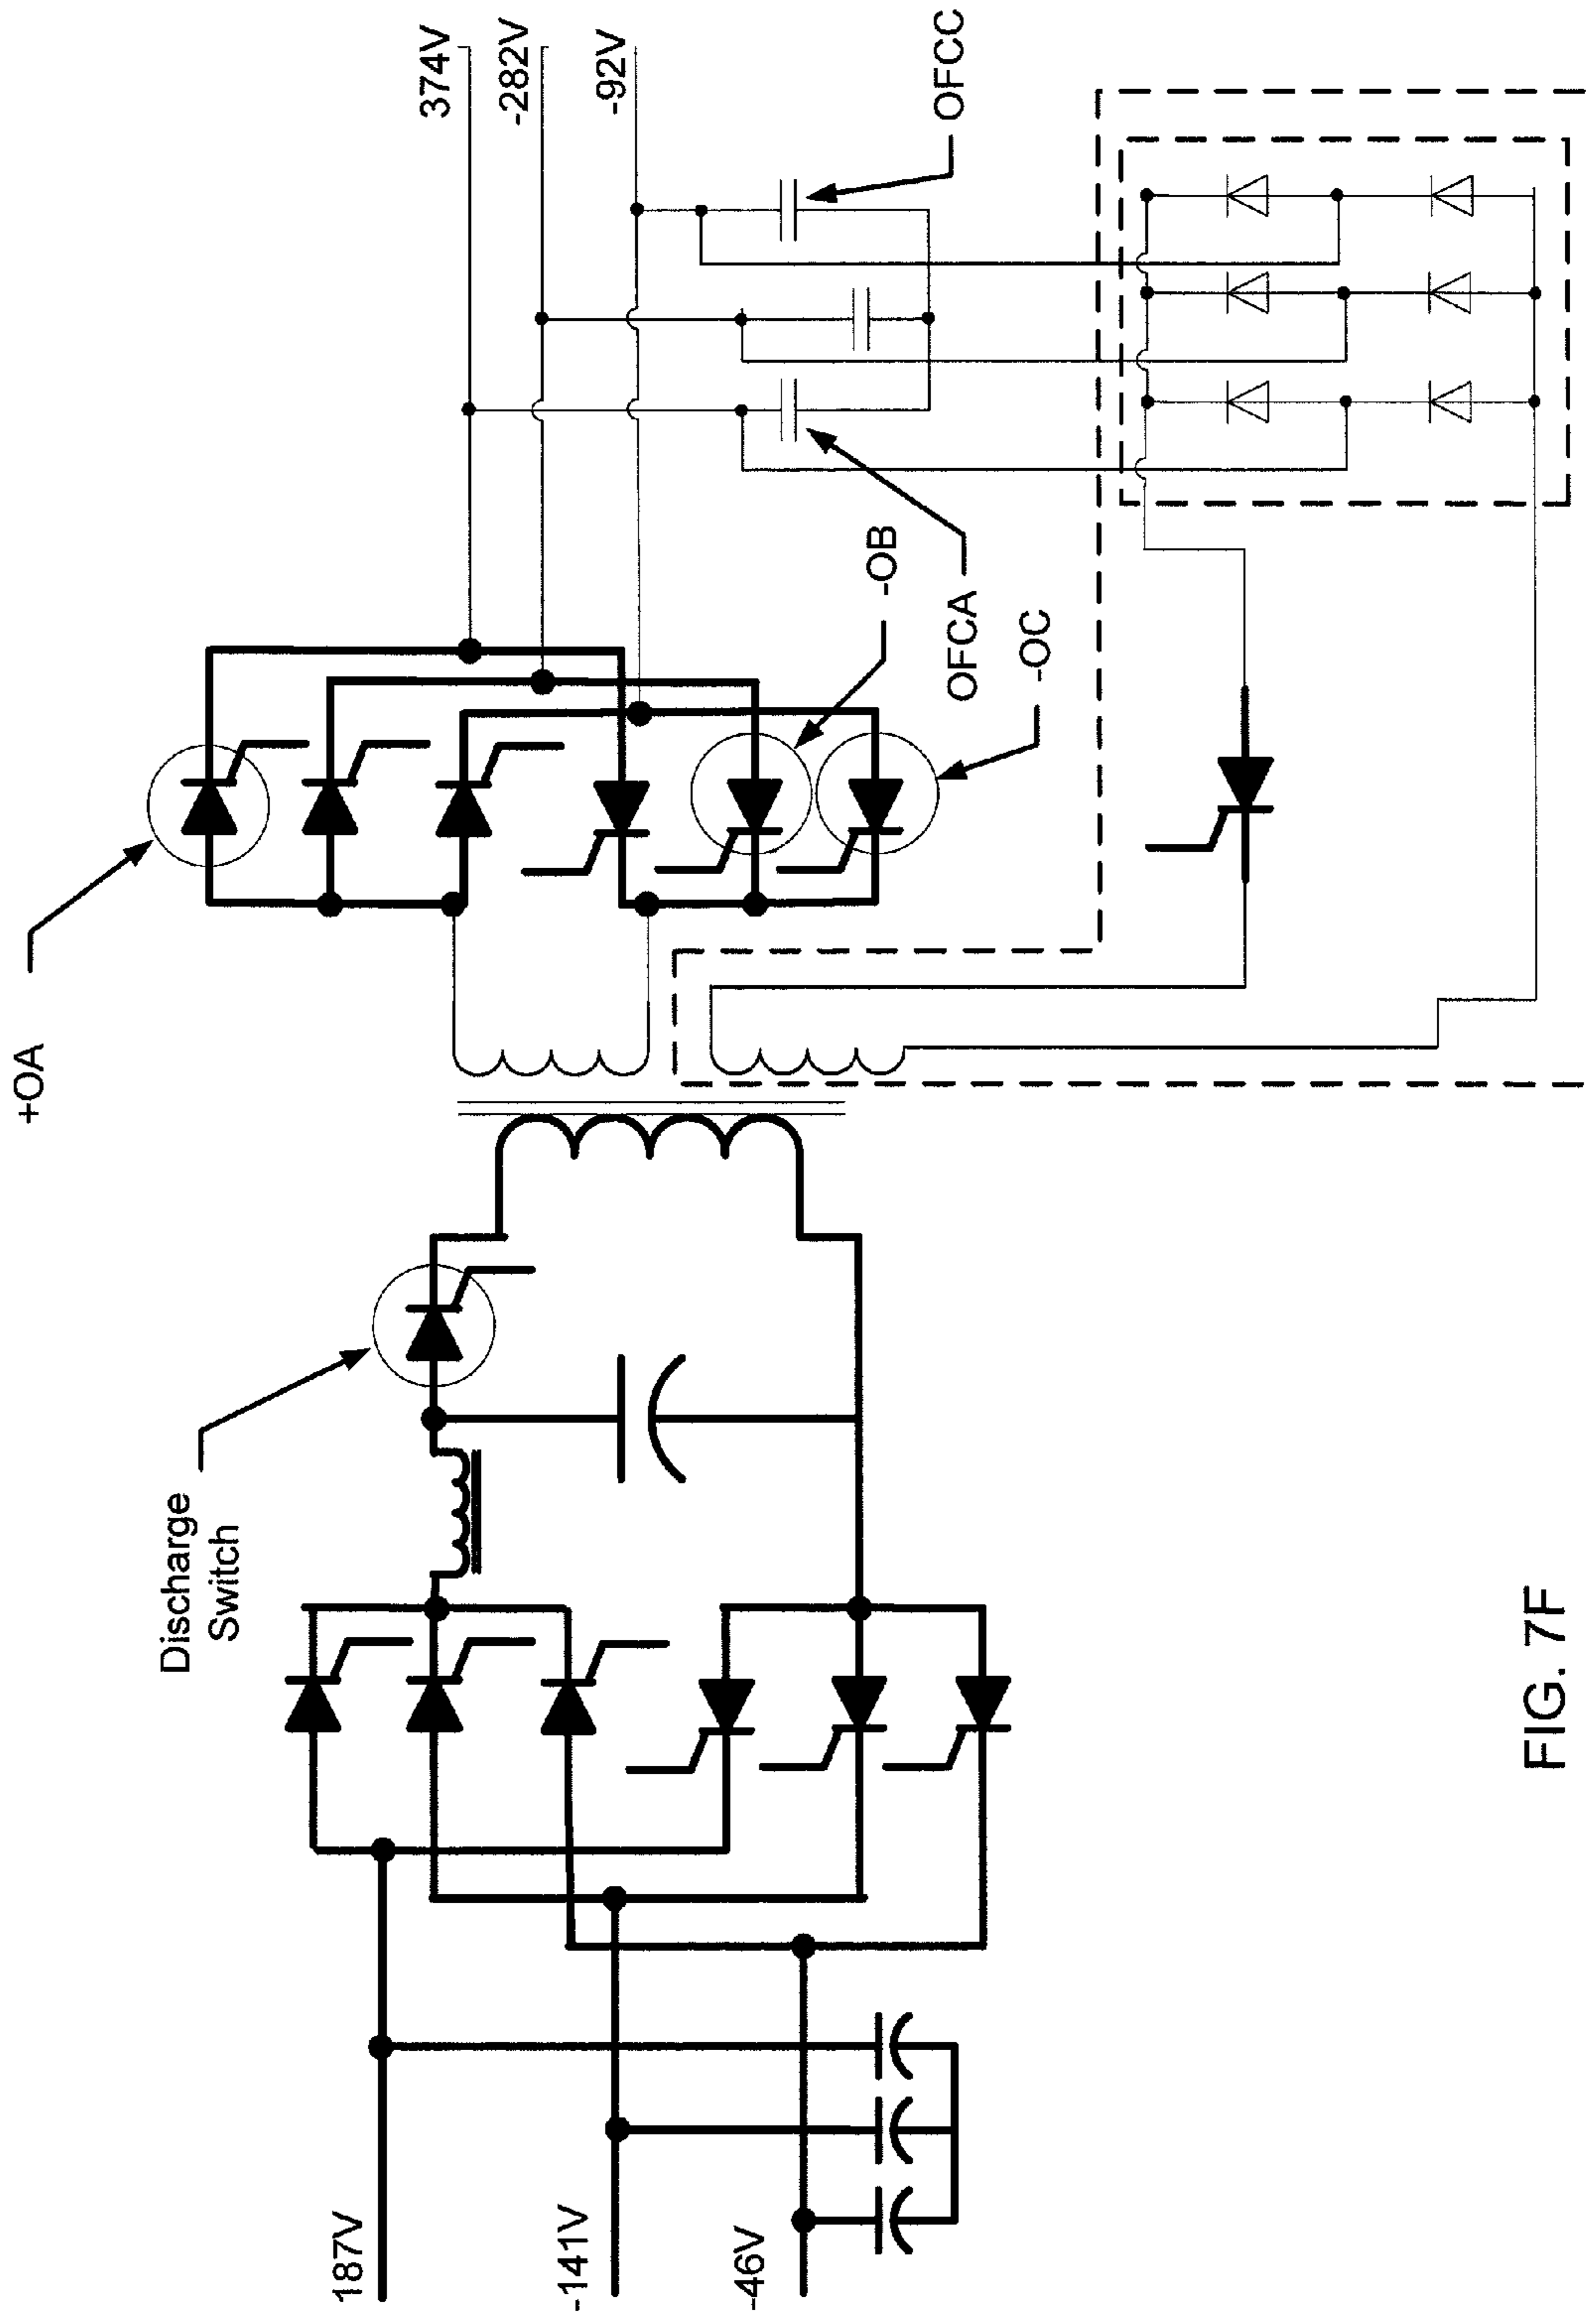 +OA
374V
-282V
-92V
Discharge
Switch
-OB
OFCA
-OC
OFCC
187V
-141V
-46V
FIG. 7F